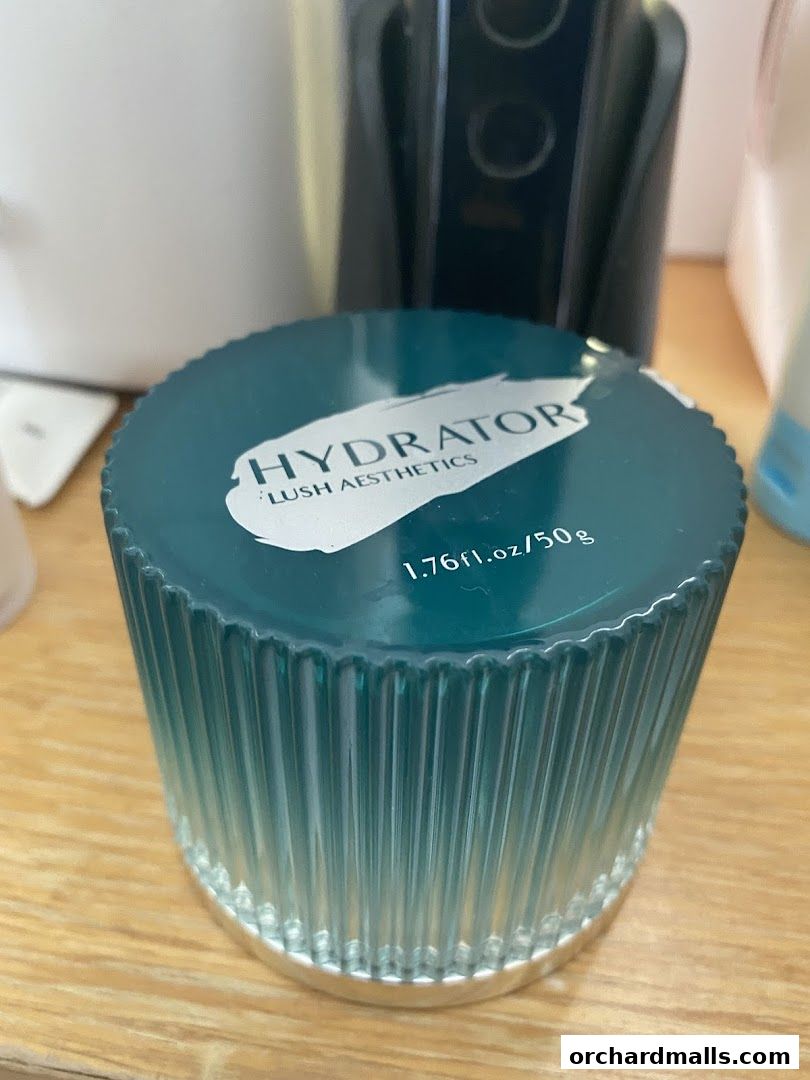 HYDRATOR
LUSH AESTHETICS
1.76fl.oz/50g
orchardmalls.com